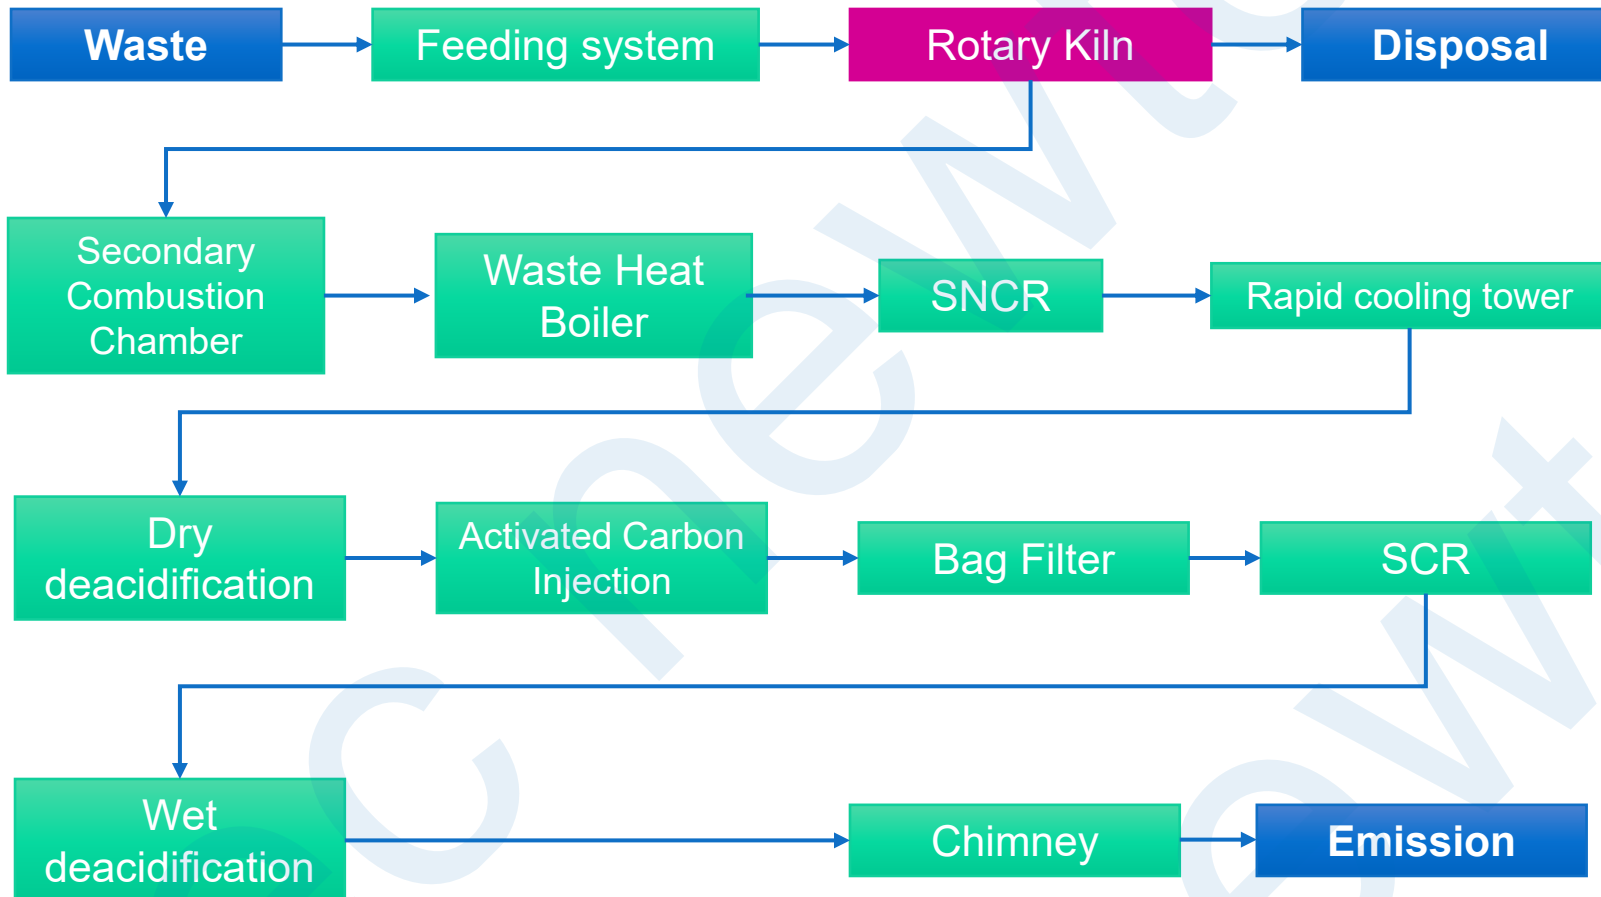 Waste
Feeding system
Rotary Kiln
Disposal
Secondary
Combustion
Chamber
Waste Heat
Boiler
SNCR
Rapid cooling tower
Dry
deacidification
Activated Carbon
Injection
Bag Filter
SCR
Wet
deacidification
Chimney
Emission